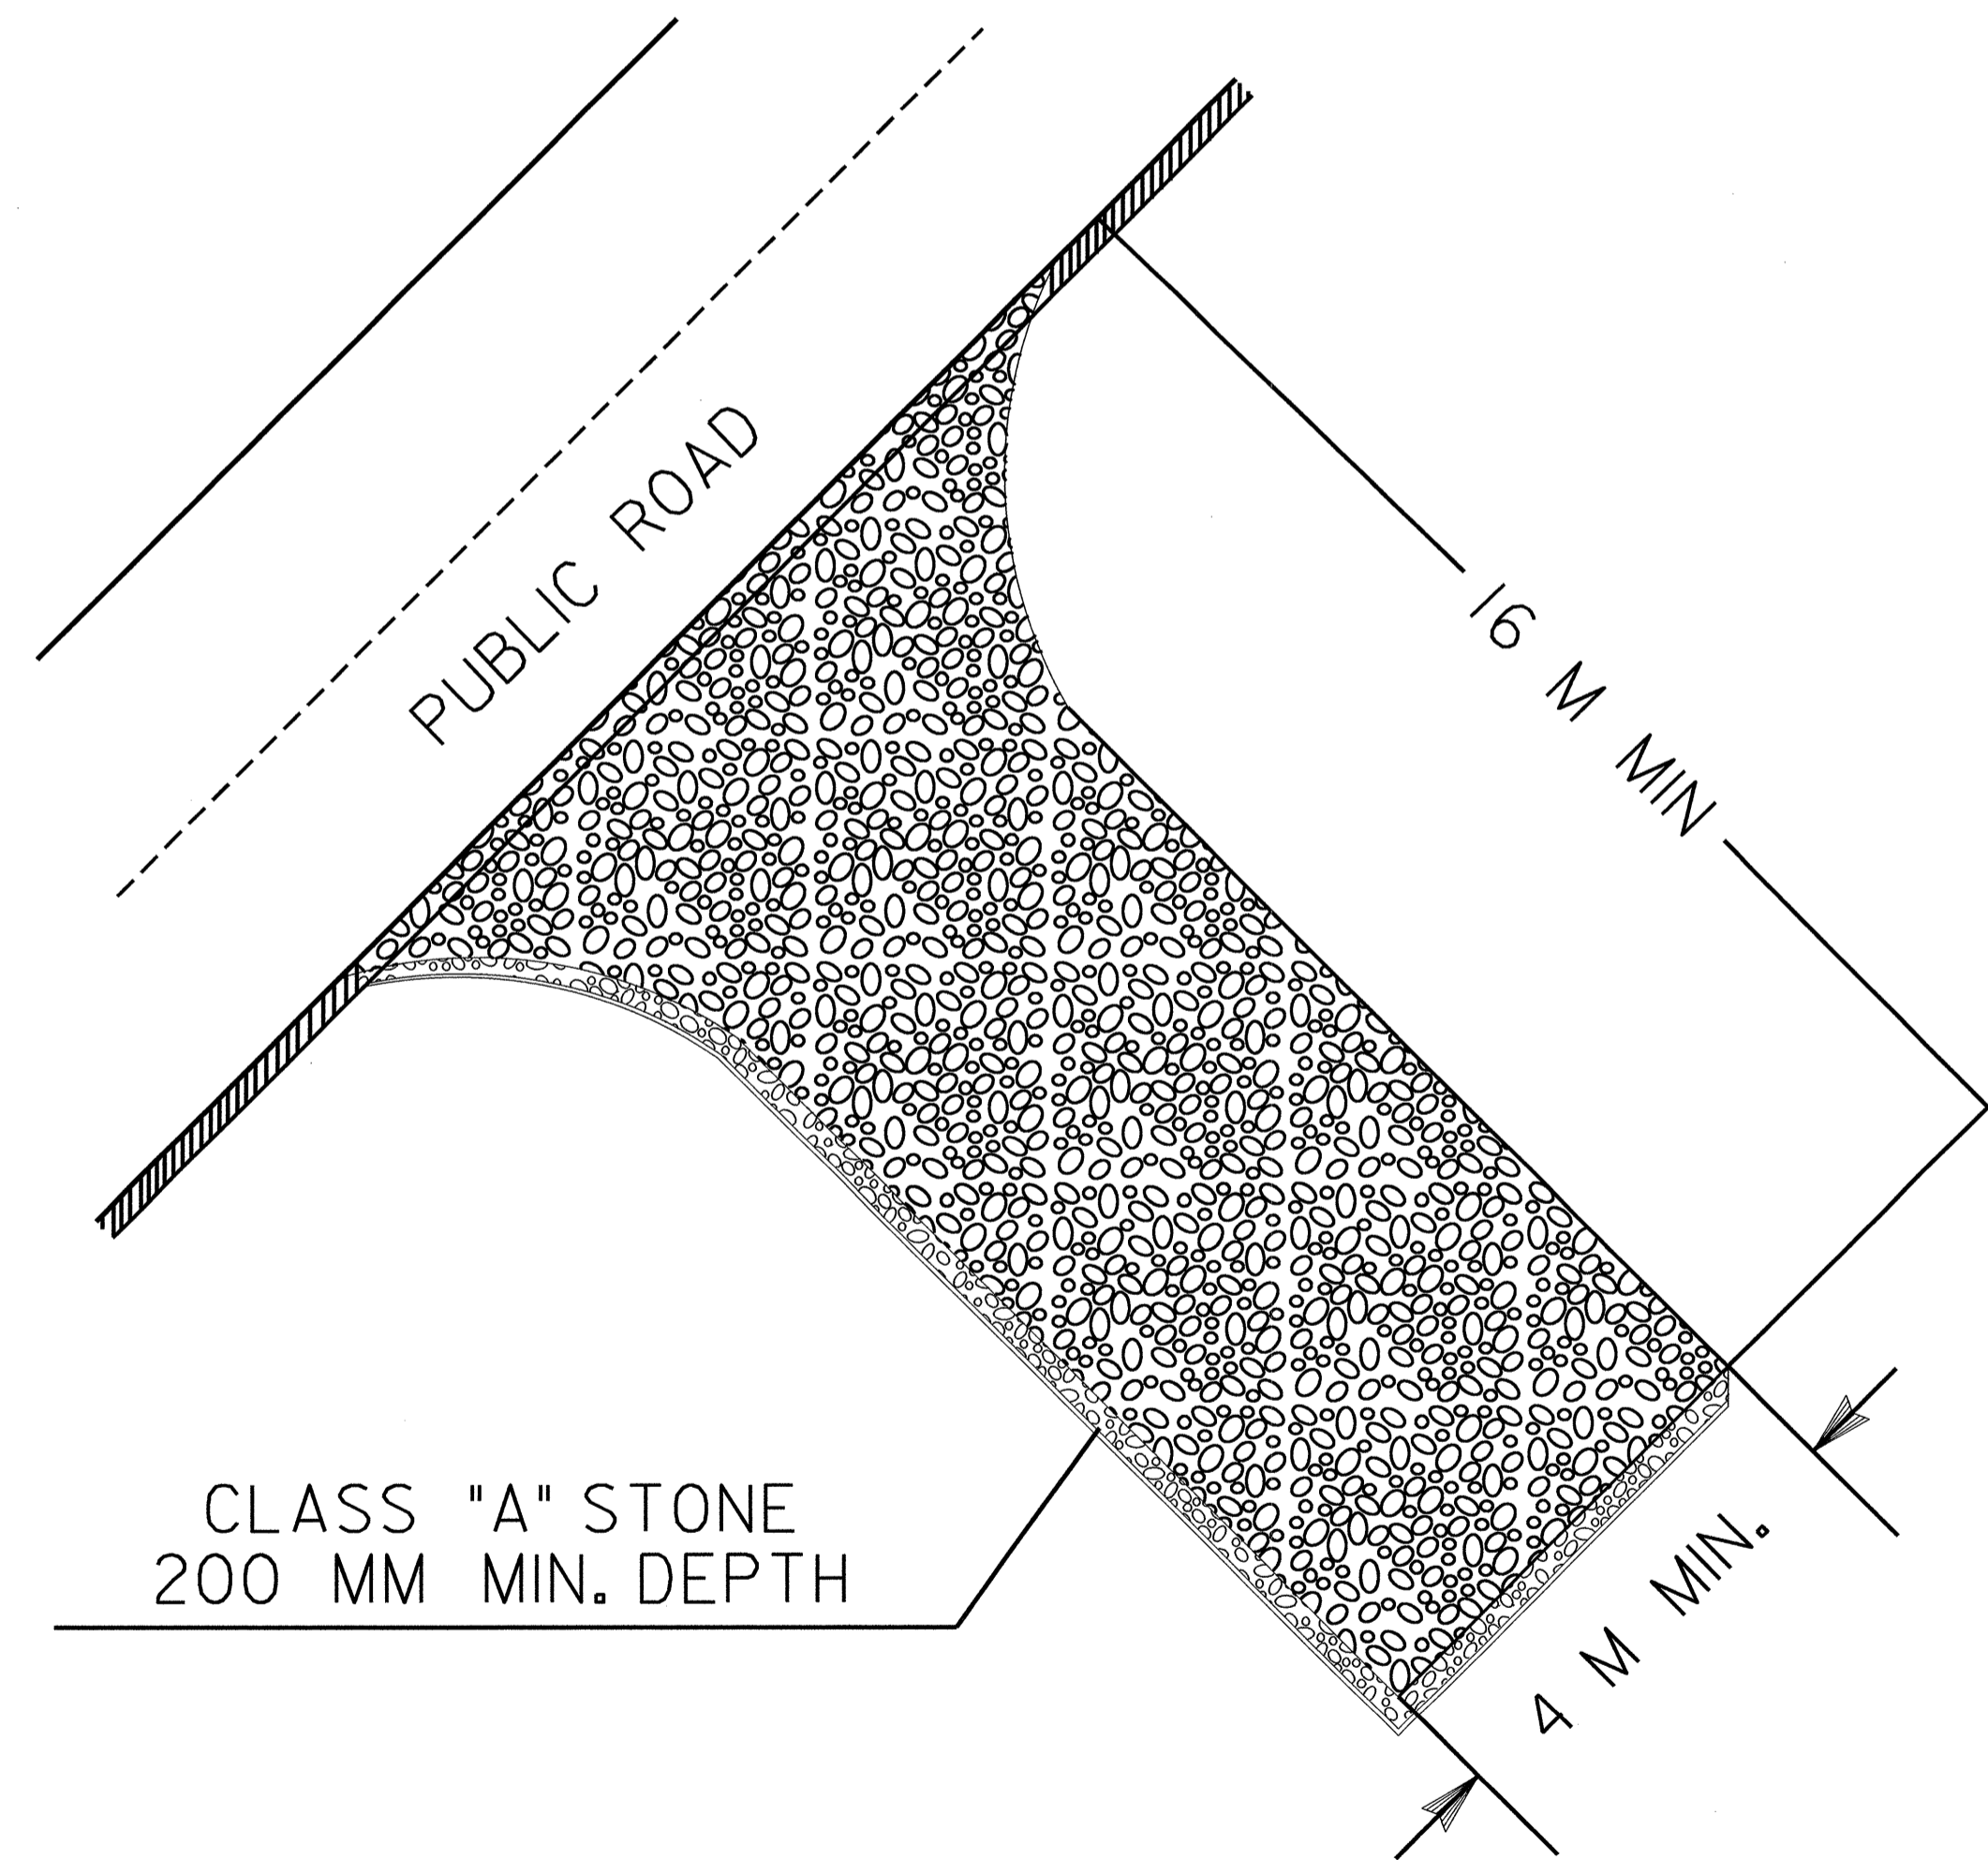 PUBLIC ROAD
16 M MIN
CLASS "A" STONE
200 MM MIN. DEPTH
4 M MIN.